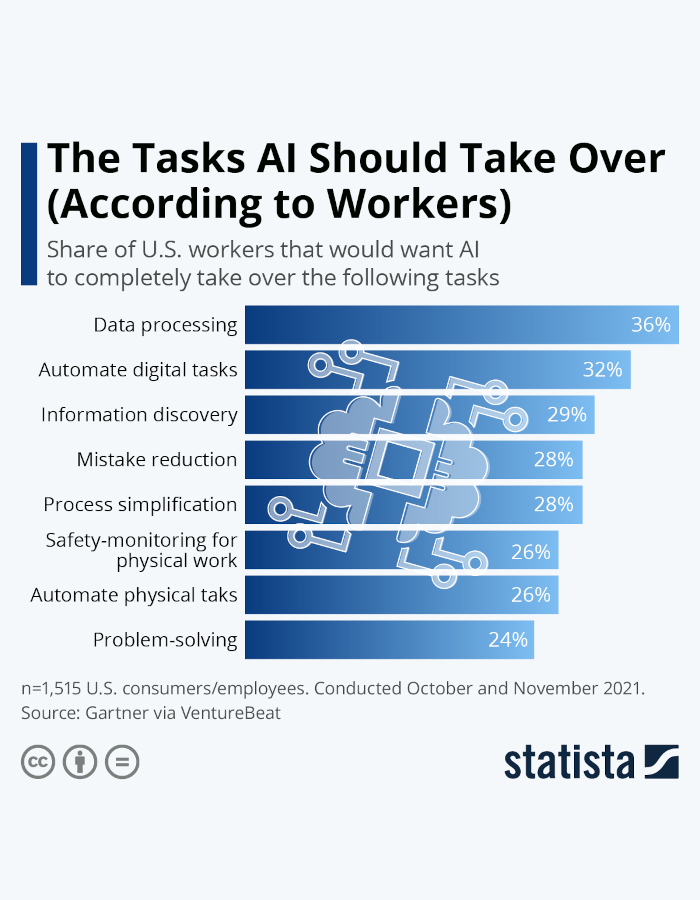 The Tasks AI Should Take Over
(According to Workers)
Share of U.S. workers that would want AI
to completely take over the following tasks
Data processing 36%
Automate digital tasks 32%
Information discovery 29%
Mistake reduction 28%
Process simplification 28%
Safety-monitoring for
physical work 26%
Automate physical taks 26%
Problem-solving 24%
n=1,515 U.S. consumers/employees. Conducted October and November 2021.
Source: Gartner via VentureBeat
cc =
statista